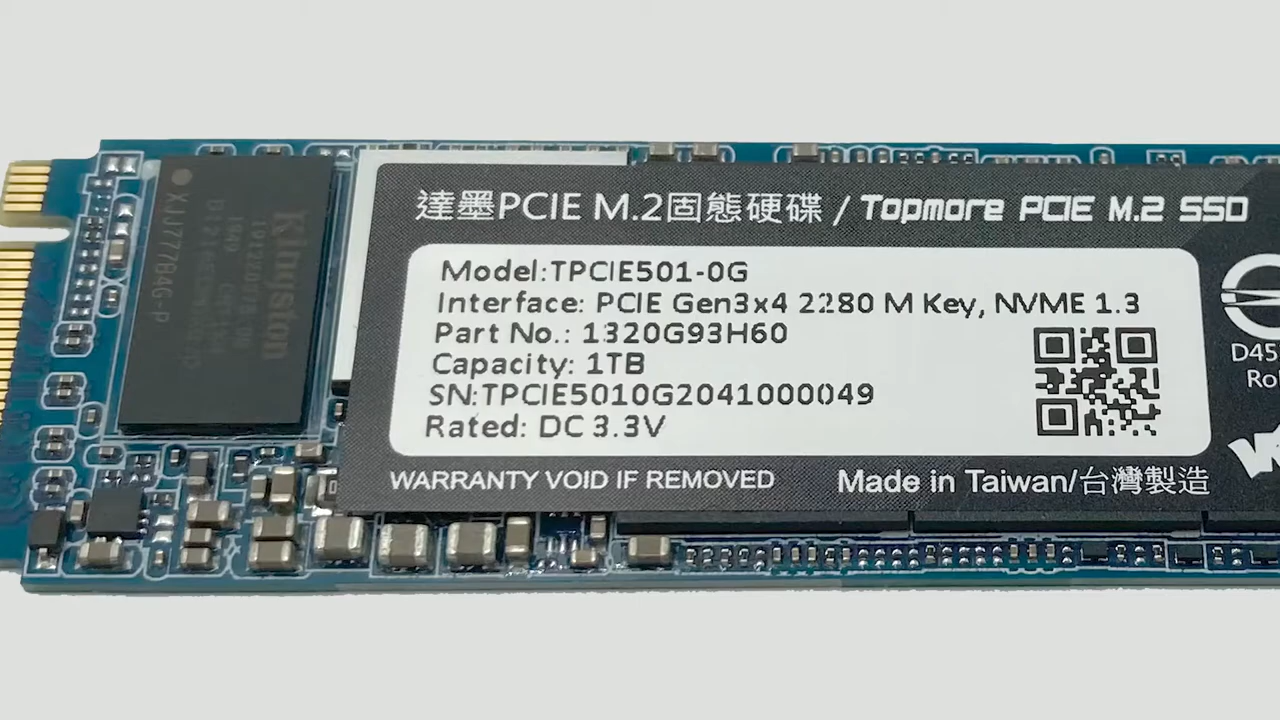 達墨PCIE M.2固態硬碟 / Topmore PCIE M.2 SSD
Model:TPCIE501-0G
Interface: PCIE Gen3x4 2280 M Key, NVME 1.3
Part No.: 1320G93H60
Capacity: 1TB
SN:TPCIE5010G2041000049
Rated: DC 3.3V
WARRANTY VOID IF REMOVED
Made in Taiwan/台灣製造
Kingston